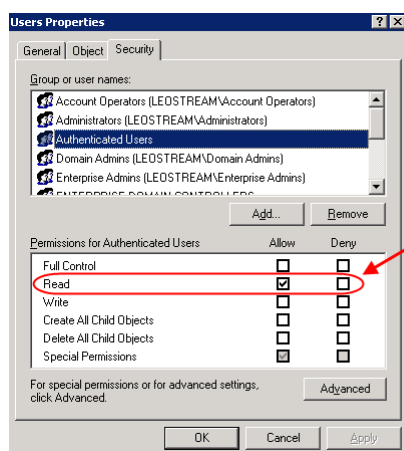 Users Properties
General Object Security
Group or user names:
Account Operators (LEOSTREAM\Account Operators)
Administrators (LEOSTREAM\Administrators)
Authenticated Users
Domain Admins (LEOSTREAM\Domain Admins)
Enterprise Admins (LEOSTREAM\Enterprise Admins)
ENTERPRISE DOMAIN CONTROLLERS
Add... Remove
Permissions for Authenticated Users Allow Deny
Full Control
Read
Write
Create All Child Objects
Delete All Child Objects
Special Permissions
For special permissions or for advanced settings,
click Advanced.
Advanced
OK Cancel Apply